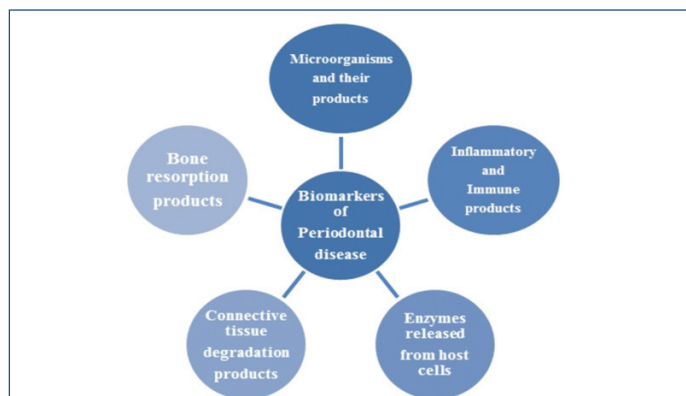 Microorganisms
and their
products
Inflammatory
and
Immune
products
Enzymes
released
from host
cells
Connective
tissue
degradation
products
Bone
resorption
products
Biomarkers
of
Periodontal
disease